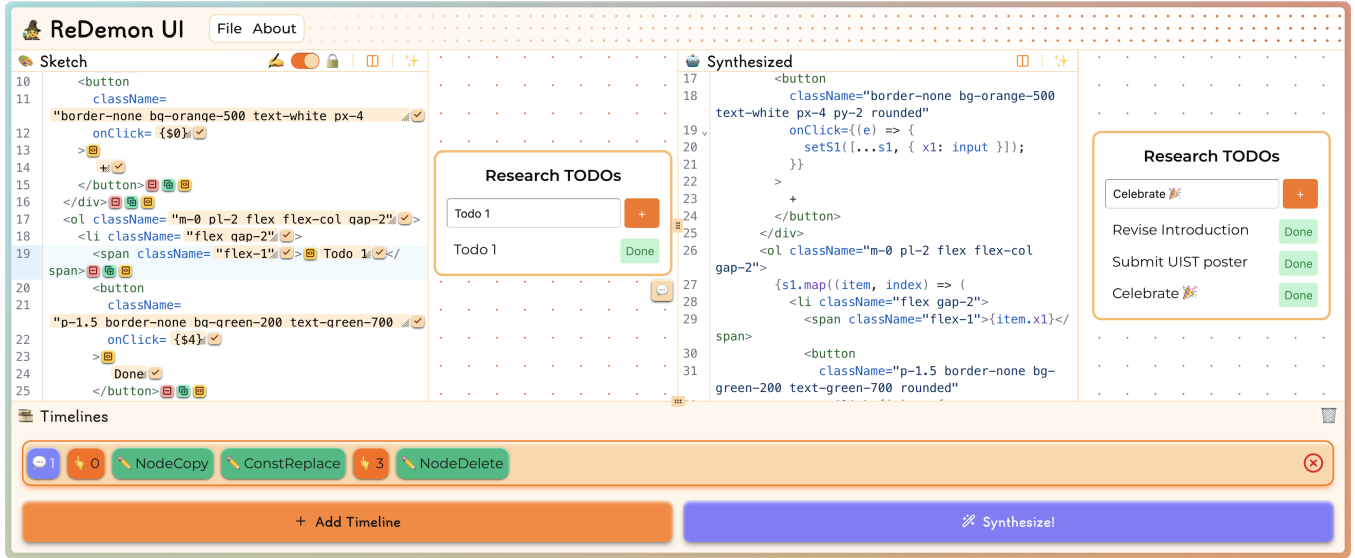 ReDemon UI
File About
Sketch
10 <button
11 className=
"border-none bg-orange-500 text-white px-4
12 onClick= {$0}
13 >
14 +
15 </button>
16 </div>
17 <ol className= "m-0 pl-2 flex flex-col gap-2" >
18 <li className= "flex gap-2" >
19 <span className= "flex-1" > Todo 1 </
span>
20 <button
21 className=
"p-1.5 border-none bg-green-200 text-green-700
22 onClick= {$4}
23 >
24 Done
25 </button>
Research TODOs
Todo 1
+
Todo 1
Done
Synthesized
17 <button
18 className="border-none bg-orange-500
text-white px-4 py-2 rounded"
19 onClick={(e) => {
20 setS1([...s1, { x1: input }]);
21 }}
22 >
23 +
24 </button>
25 </div>
26 <ol className="m-0 pl-2 flex flex-col
gap-2">
27 {s1.map((item, index) => (
28 <li className="flex gap-2">
29 <span className="flex-1">{item.x1}</
span>
30 <button
31 className="p-1.5 border-none bg-
green-200 text-green-700 rounded"
Research TODOs
Celebrate 🎉
+
Revise Introduction
Done
Submit UIST poster
Done
Celebrate 🎉
Done
Timelines
1 0 NodeCopy ConstReplace 3 NodeDelete
+ Add Timeline
Synthesize!